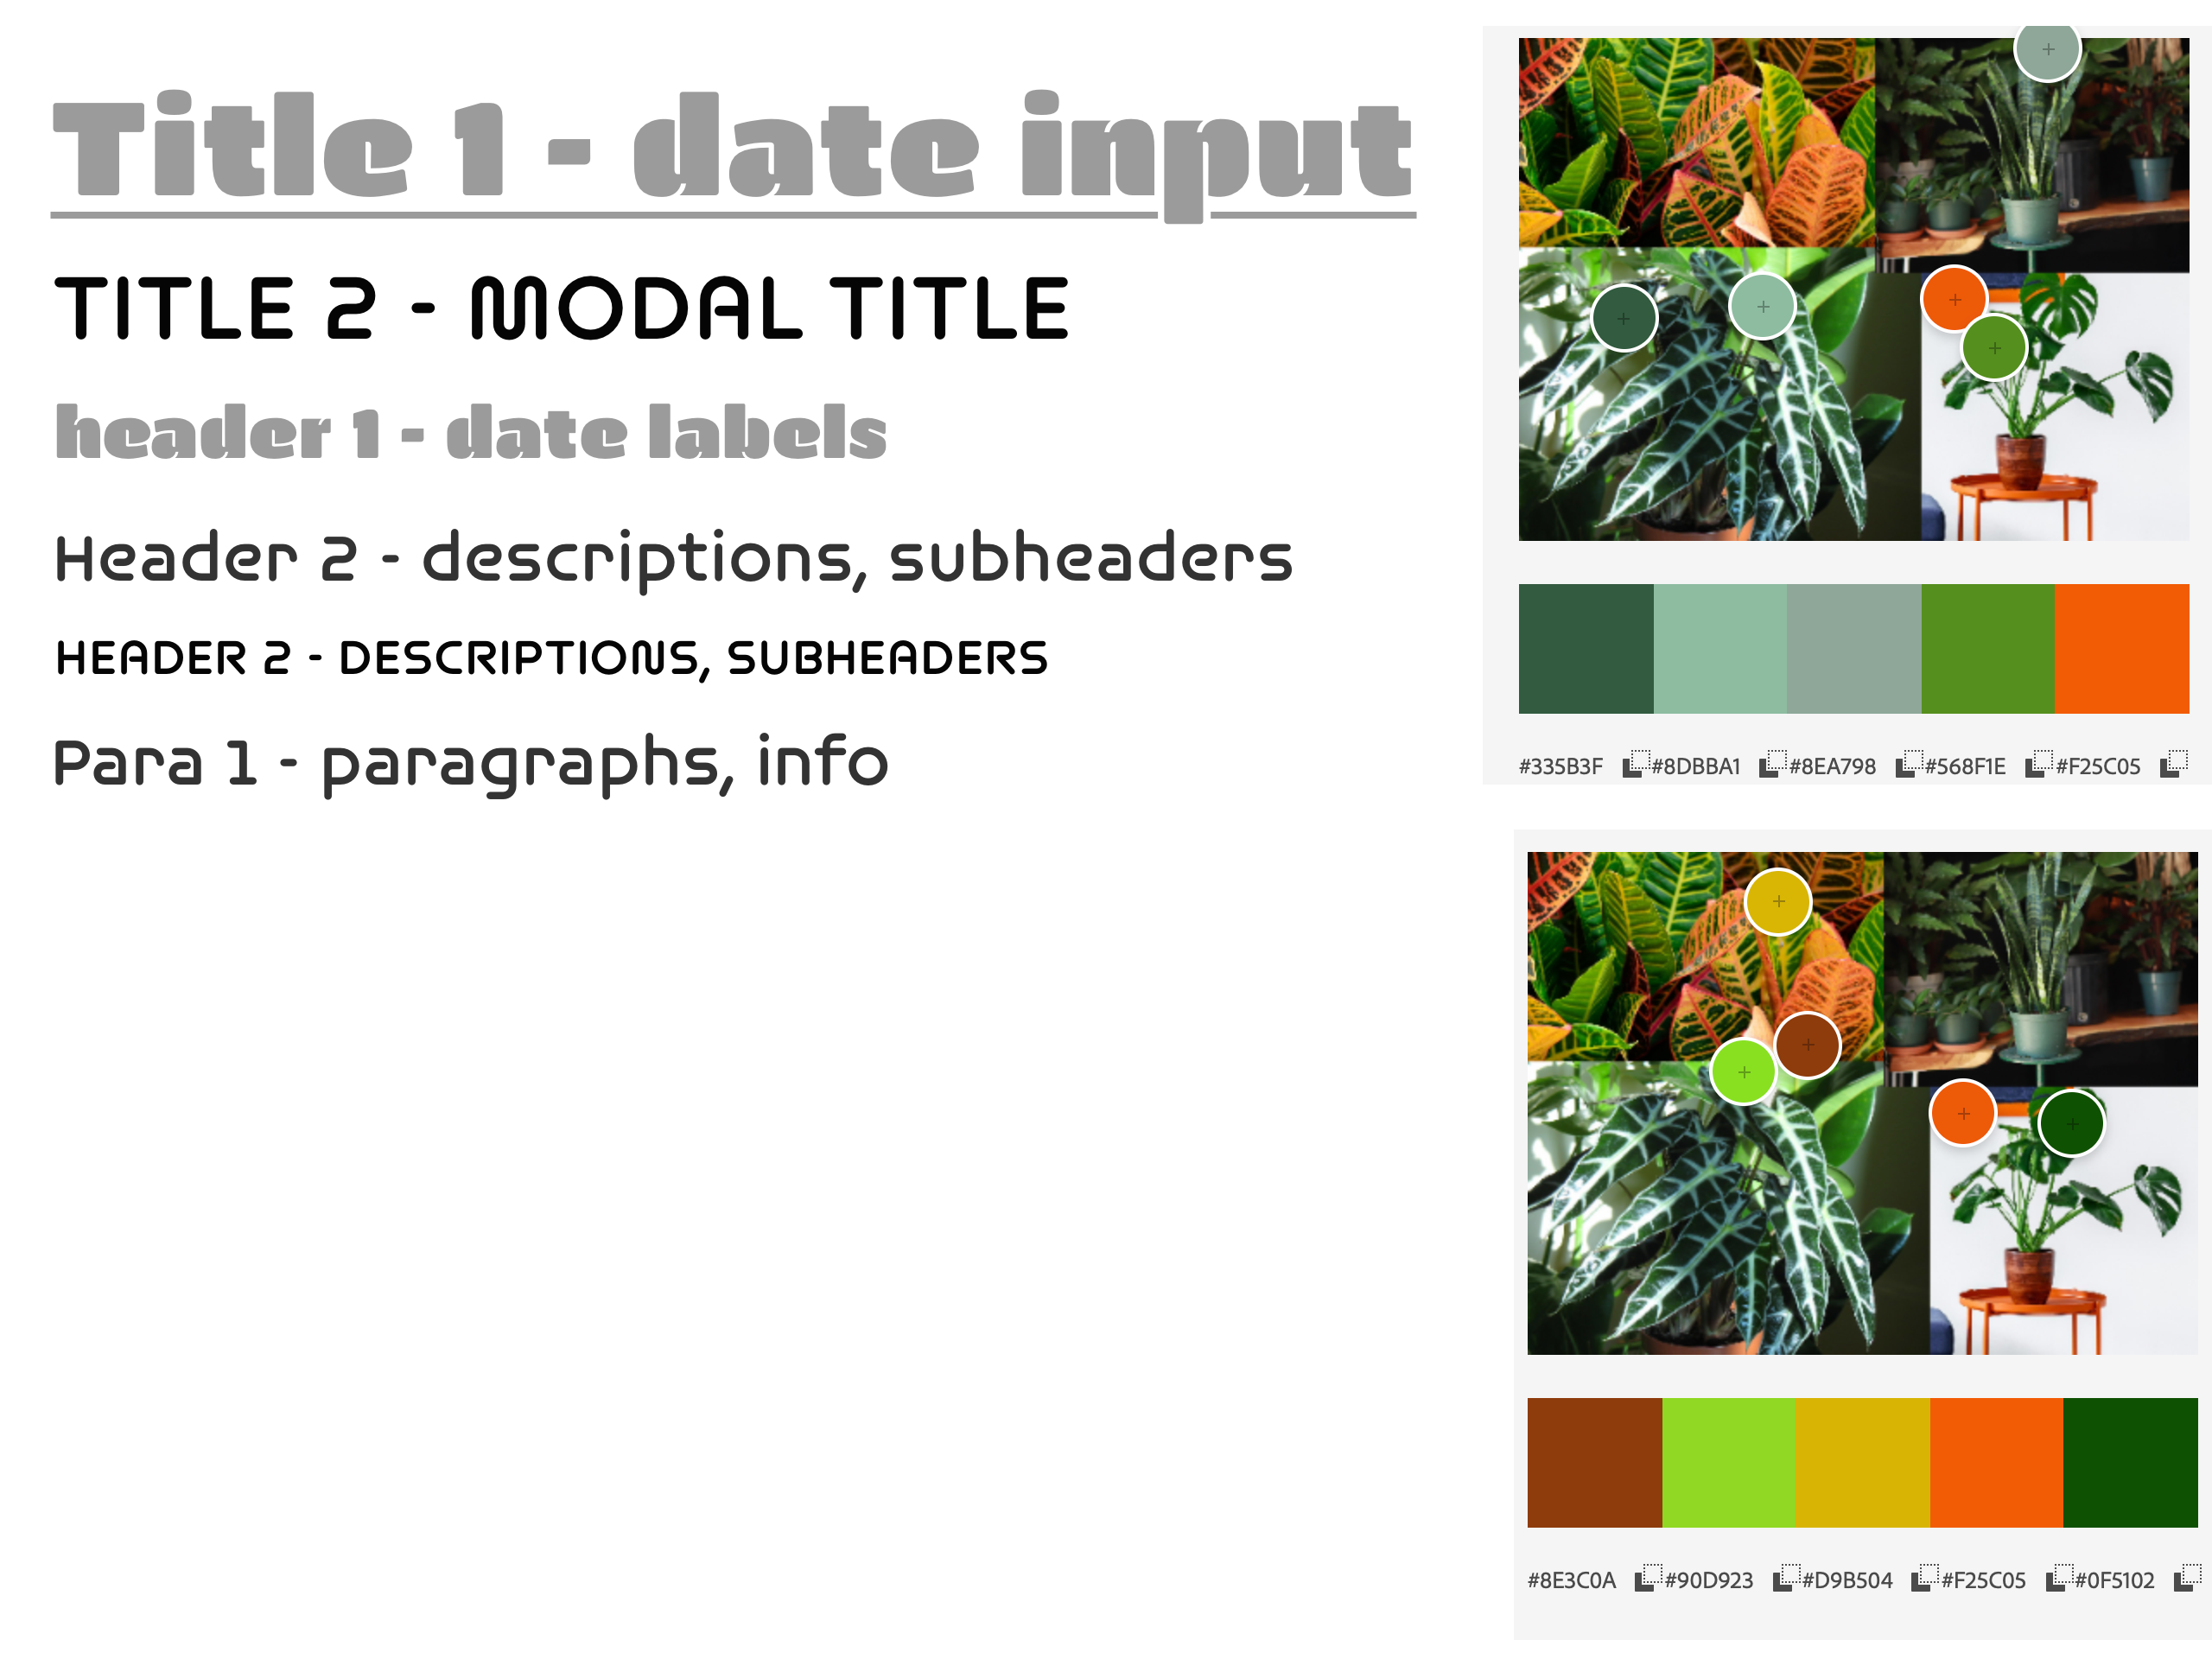 Title 1 - date input
TITLE 2 - MODAL TITLE
header 1 - date labels
Header 2 - descriptions, subheaders
HEADER 2 - DESCRIPTIONS, SUBHEADERS
Para 1 - paragraphs, info
#335B3F #8DBBA1 #8EA798 #568F1E #F25C05
#8E3C0A #90D923 #D9B504 #F25C05 #0F5102